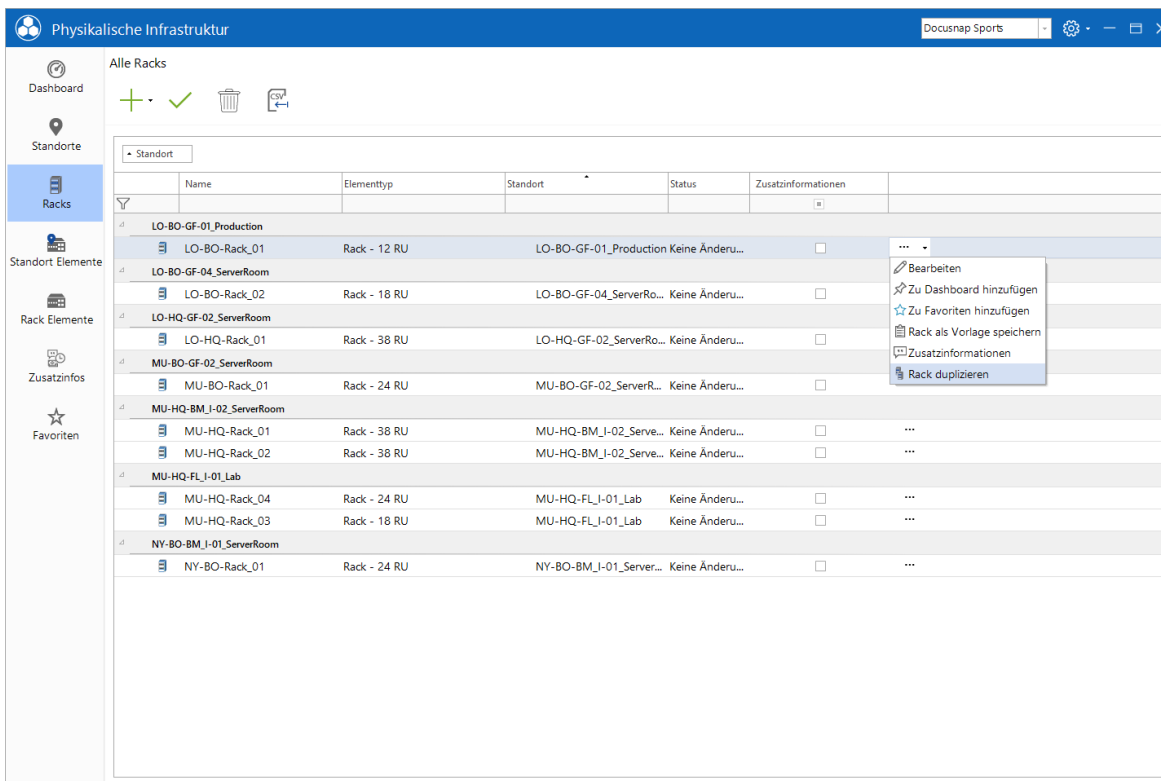 Physikalische Infrastruktur
Docusnap Sports
Dashboard
Standorte
Racks
Standort Elemente
Rack Elemente
Zusatzinfos
Favoriten
Alle Racks
CSV
Standort
Name Elementtyp Standort Status Zusatzinformationen
LO-BO-GF-01_Production
LO-BO-Rack_01 Rack - 12 RU LO-BO-GF-01_Production Keine Änderu... ...
LO-BO-GF-04_ServerRoom
LO-BO-Rack_02 Rack - 18 RU LO-BO-GF-04_ServerRo... Keine Änderu...
LO-HQ-GF-02_ServerRoom
LO-HQ-Rack_01 Rack - 38 RU LO-HQ-GF-02_ServerRo... Keine Änderu...
MU-BO-GF-02_ServerRoom
MU-BO-Rack_01 Rack - 24 RU MU-BO-GF-02_ServerR... Keine Änderu...
MU-HQ-BM_I-02_ServerRoom
MU-HQ-Rack_01 Rack - 38 RU MU-HQ-BM_I-02_Serve... Keine Änderu... ...
MU-HQ-Rack_02 Rack - 38 RU MU-HQ-BM_I-02_Serve... Keine Änderu... ...
MU-HQ-FL_I-01_Lab
MU-HQ-Rack_04 Rack - 24 RU MU-HQ-FL_I-01_Lab Keine Änderu... ...
MU-HQ-Rack_03 Rack - 18 RU MU-HQ-FL_I-01_Lab Keine Änderu... ...
NY-BO-BM_I-01_ServerRoom
NY-BO-Rack_01 Rack - 24 RU NY-BO-BM_I-01_Server... Keine Änderu... ...
Bearbeiten
Zu Dashboard hinzufügen
Zu Favoriten hinzufügen
Rack als Vorlage speichern
Zusatzinformationen
Rack duplizieren